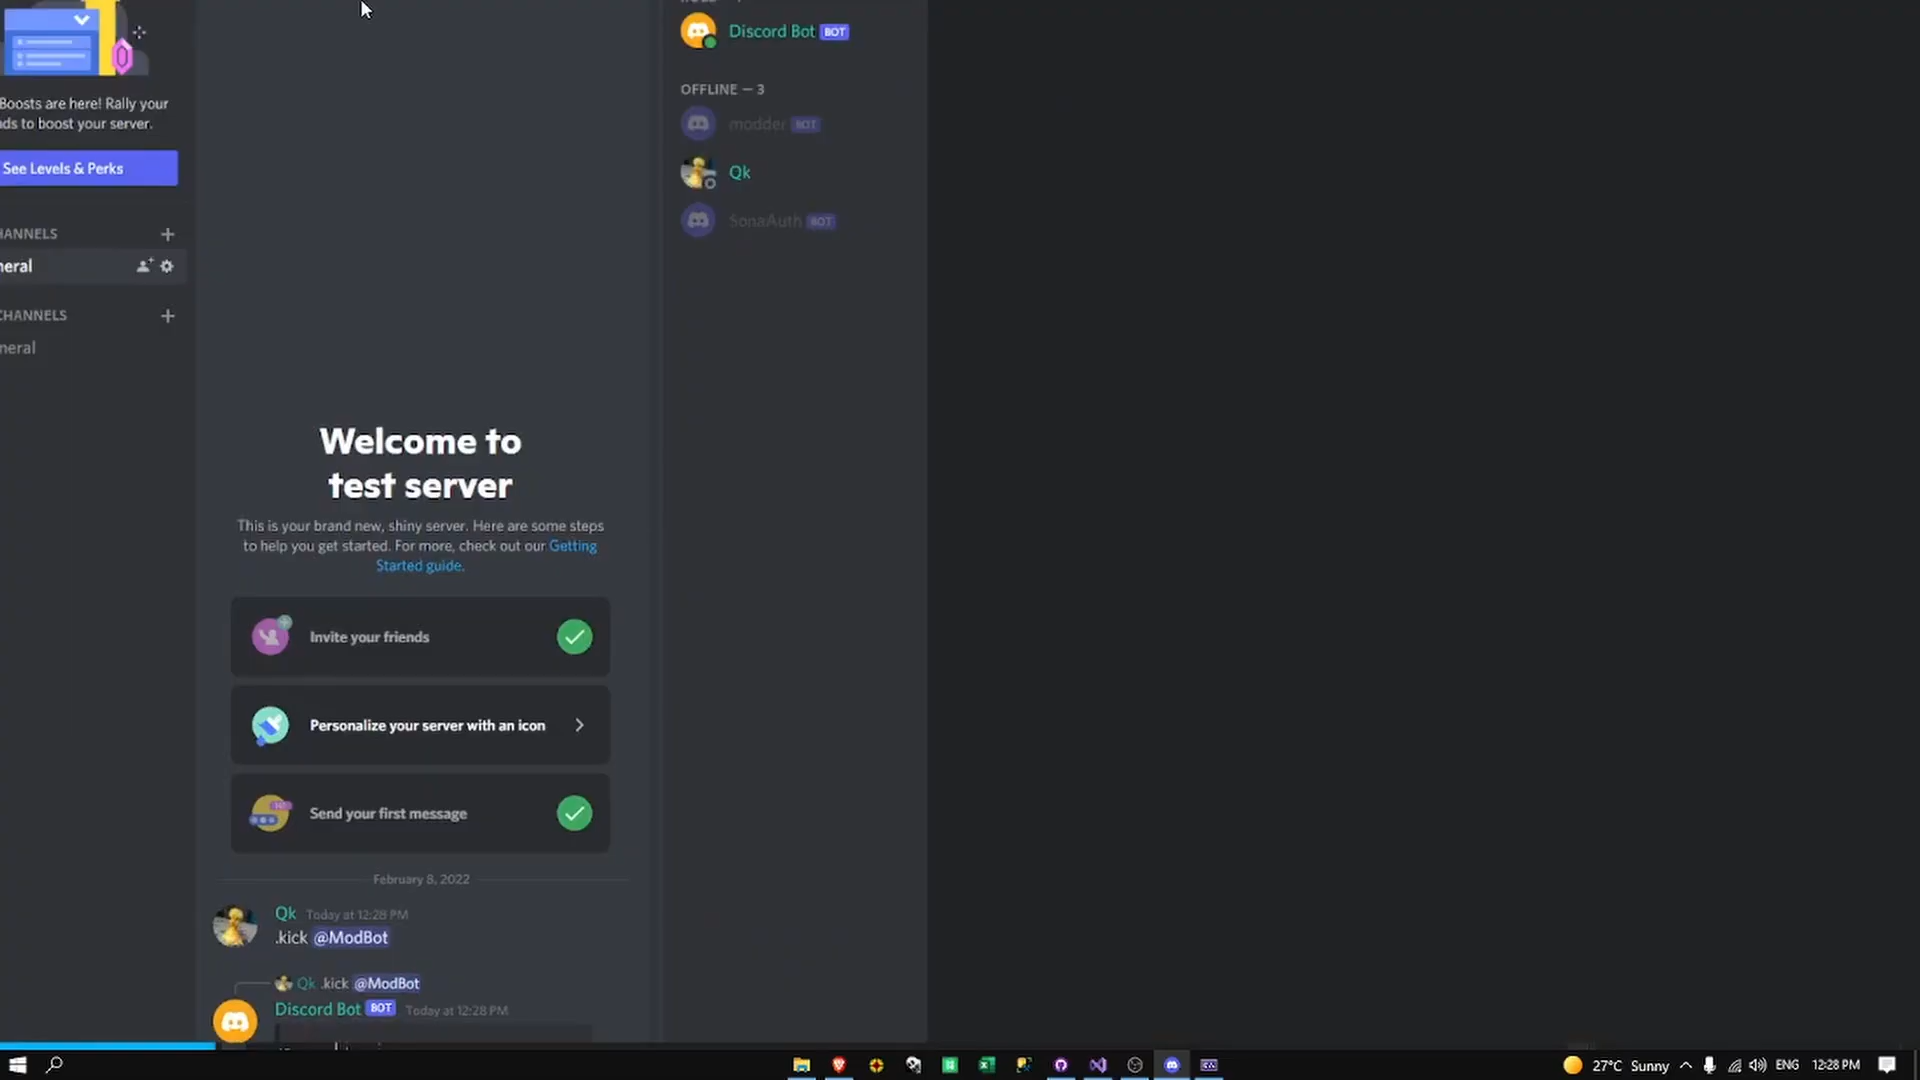 Boosts are here! Rally your
ds to boost your server.
See Levels & Perks
HANNELS
neral
CHANNELS
neral
Welcome to
test server
This is your brand new, shiny server. Here are some steps
to help you get started. For more, check out our Getting
Started guide.
Invite your friends
Personalize your server with an icon
Send your first message
February 8, 2022
Qk Today at 12:28 PM
.kick @ModBot
Qk .kick @ModBot
Discord Bot BOT Today at 12:28 PM
Discord Bot BOT
OFFLINE — 3
modder BOT
Qk
SonaAuth BOT
27°C Sunny ENG 12:28 PM